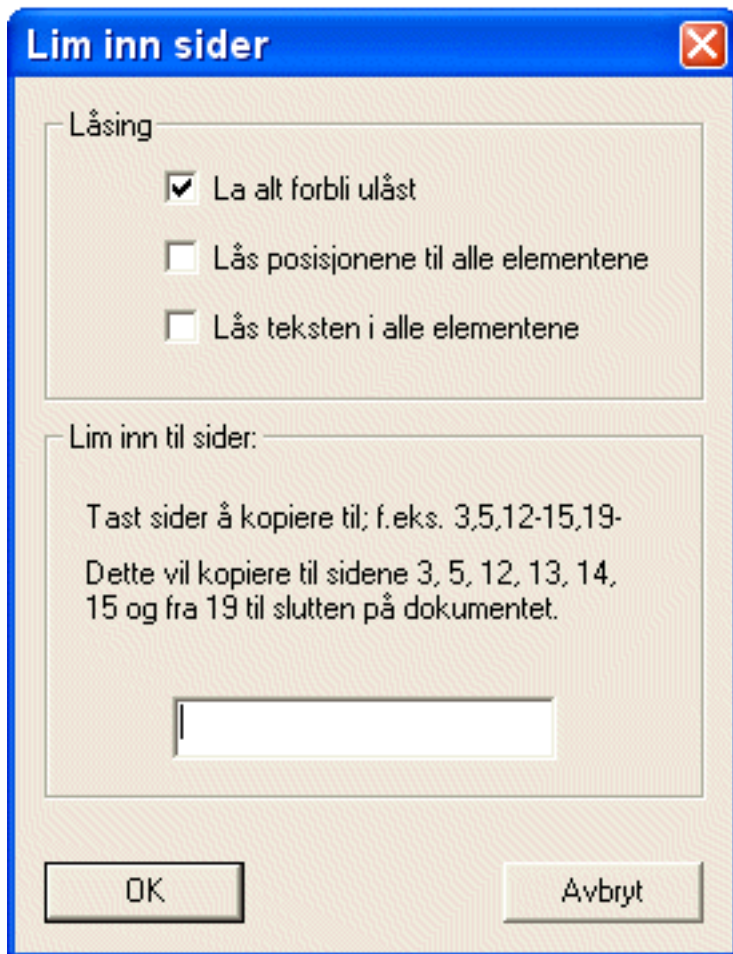 Lim inn sider
Låsing
La alt forbli ulåst
Lås posisjonene til alle elementene
Lås teksten i alle elementene
Lim inn til sider:
Tast sider å kopiere til; f.eks. 3,5,12-15,19-
Dette vil kopiere til sidene 3, 5, 12, 13, 14,
15 og fra 19 til slutten på dokumentet.
OK
Avbryt